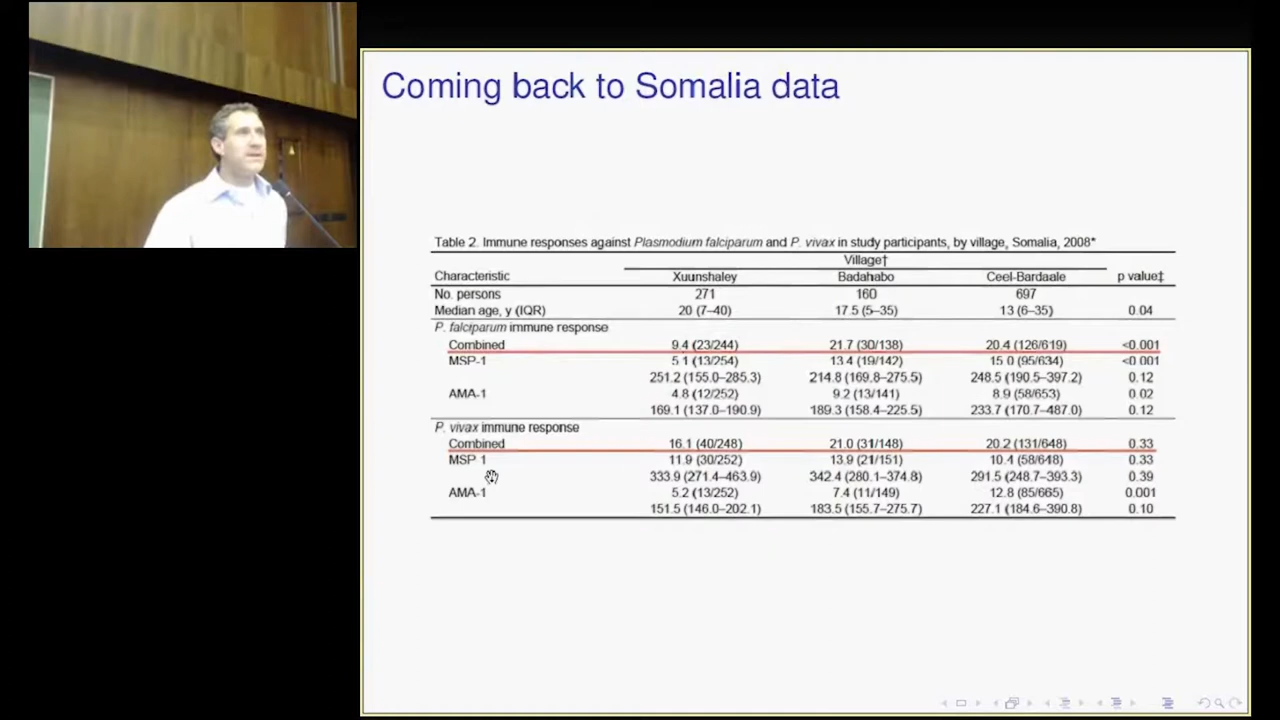 Coming back to Somalia data
Table 2. Immune responses against Plasmodium falciparum and P. vivax in study participants, by village, Somalia, 2008*
Village†
Characteristic Xuunshaley Badahabo Ceel-Bardaale p value‡
No. persons 271 160 697
Median age, y (IQR) 20 (7–40) 17.5 (5–35) 13 (6–35) 0.04
P. falciparum immune response
Combined 9.4 (23/244) 21.7 (30/138) 20.4 (126/619) <0.001
MSP-1 5.1 (13/254) 13.4 (19/142) 15.0 (95/634) <0.001
251.2 (155.0–285.3) 214.8 (169.8–275.5) 248.5 (190.5–397.2) 0.12
AMA-1 4.8 (12/252) 9.2 (13/141) 8.9 (58/653) 0.02
169.1 (137.0–190.9) 189.3 (158.4–225.5) 233.7 (170.7–487.0) 0.12
P. vivax immune response
Combined 16.1 (40/248) 21.0 (31/148) 20.2 (131/648) 0.33
MSP 1 11.9 (30/252) 13.9 (21/151) 10.4 (58/648) 0.33
333.9 (271.4–463.9) 342.4 (280.1–374.8) 291.5 (248.7–393.3) 0.39
AMA-1 5.2 (13/252) 7.4 (11/149) 12.8 (85/665) 0.001
151.5 (146.0–202.1) 183.5 (155.7–275.7) 227.1 (184.6–390.8) 0.10